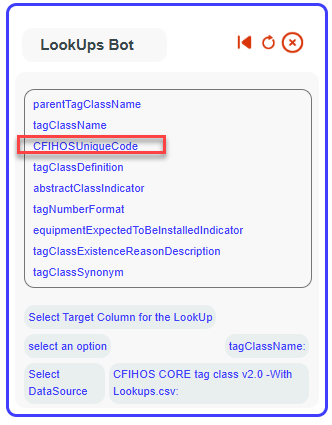 LookUps Bot
parentTagClassName
tagClassName
CFIHOSUniqueCode
tagClassDefinition
abstractClassIndicator
tagNumberFormat
equipmentExpectedToBeInstalledIndicator
tagClassExistenceReasonDescription
tagClassSynonym
Select Target Column for the LookUp
select an option
tagClassName:
Select
DataSource
CFIHOS CORE tag class v2.0 -With
Lookups.csv: